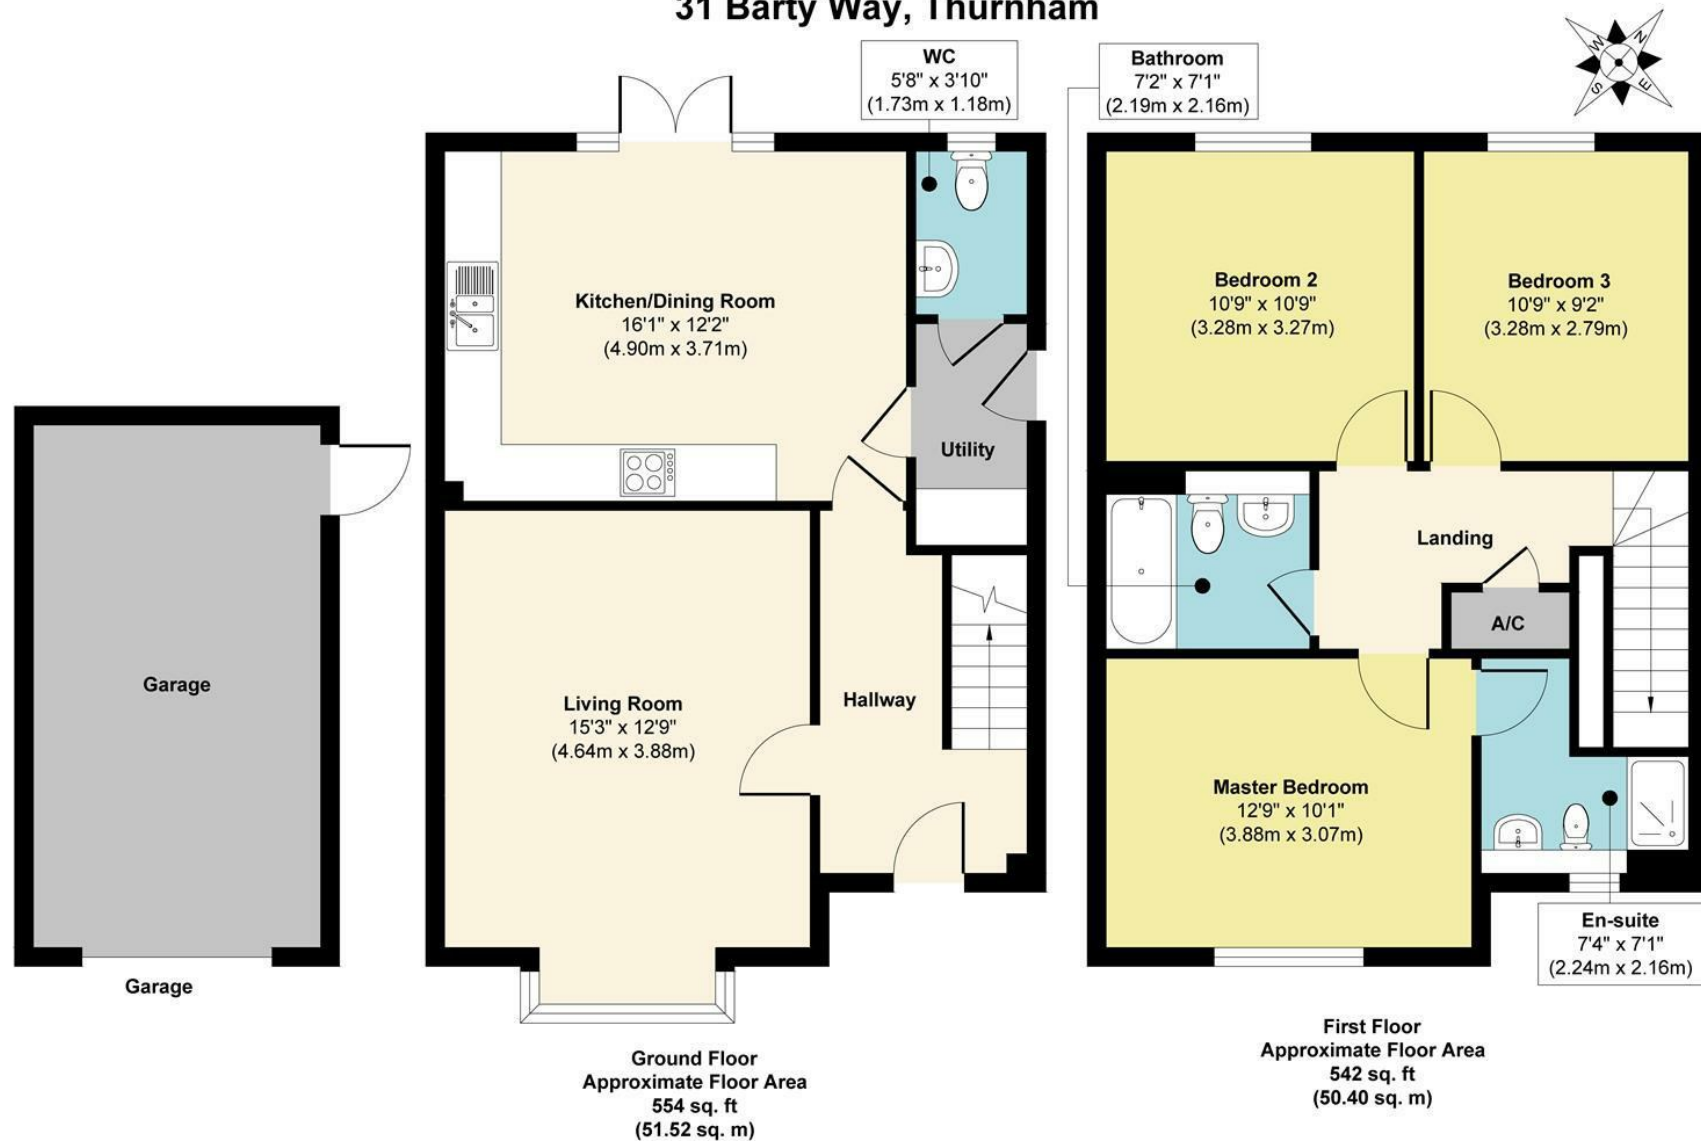 31 Barty Way, Thurnham
WC
5'8" x 3'10"
(1.73m x 1.18m)
Bathroom
7'2" x 7'1"
(2.19m x 2.16m)
N
E
S
W
Kitchen/Dining Room
16'1" x 12'2"
(4.90m x 3.71m)
Utility
Bedroom 2
10'9" x 10'9"
(3.28m x 3.27m)
Bedroom 3
10'9" x 9'2"
(3.28m x 2.79m)
Landing
A/C
Garage
Living Room
15'3" x 12'9"
(4.64m x 3.88m)
Hallway
Master Bedroom
12'9" x 10'1"
(3.88m x 3.07m)
En-suite
7'4" x 7'1"
(2.24m x 2.16m)
Garage
Ground Floor
Approximate Floor Area
554 sq. ft
(51.52 sq. m)
First Floor
Approximate Floor Area
542 sq. ft
(50.40 sq. m)